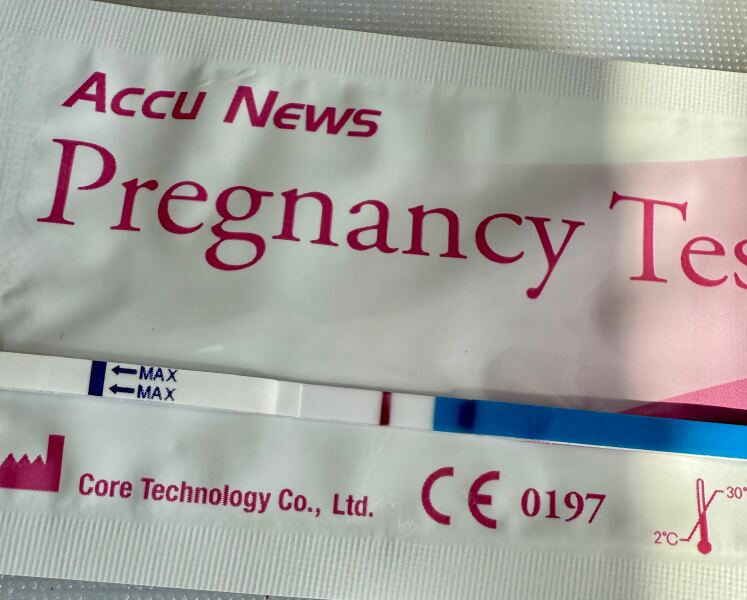 Accu News
Pregnancy Tes
MAX
MAX
Core Technology Co., Ltd.
CE 0197
30°
2°C